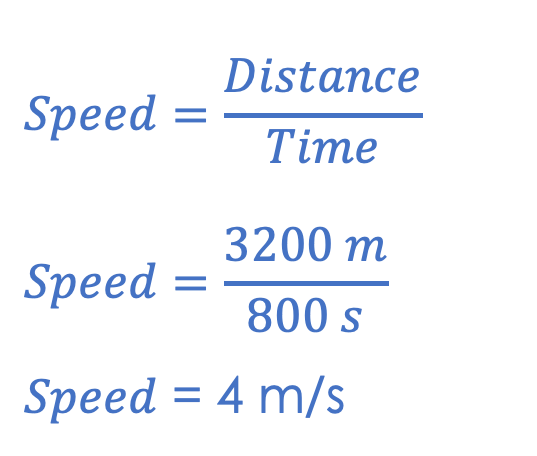 Speed = Distance / Time
Speed = 3200 m / 800 s
Speed = 4 m/s